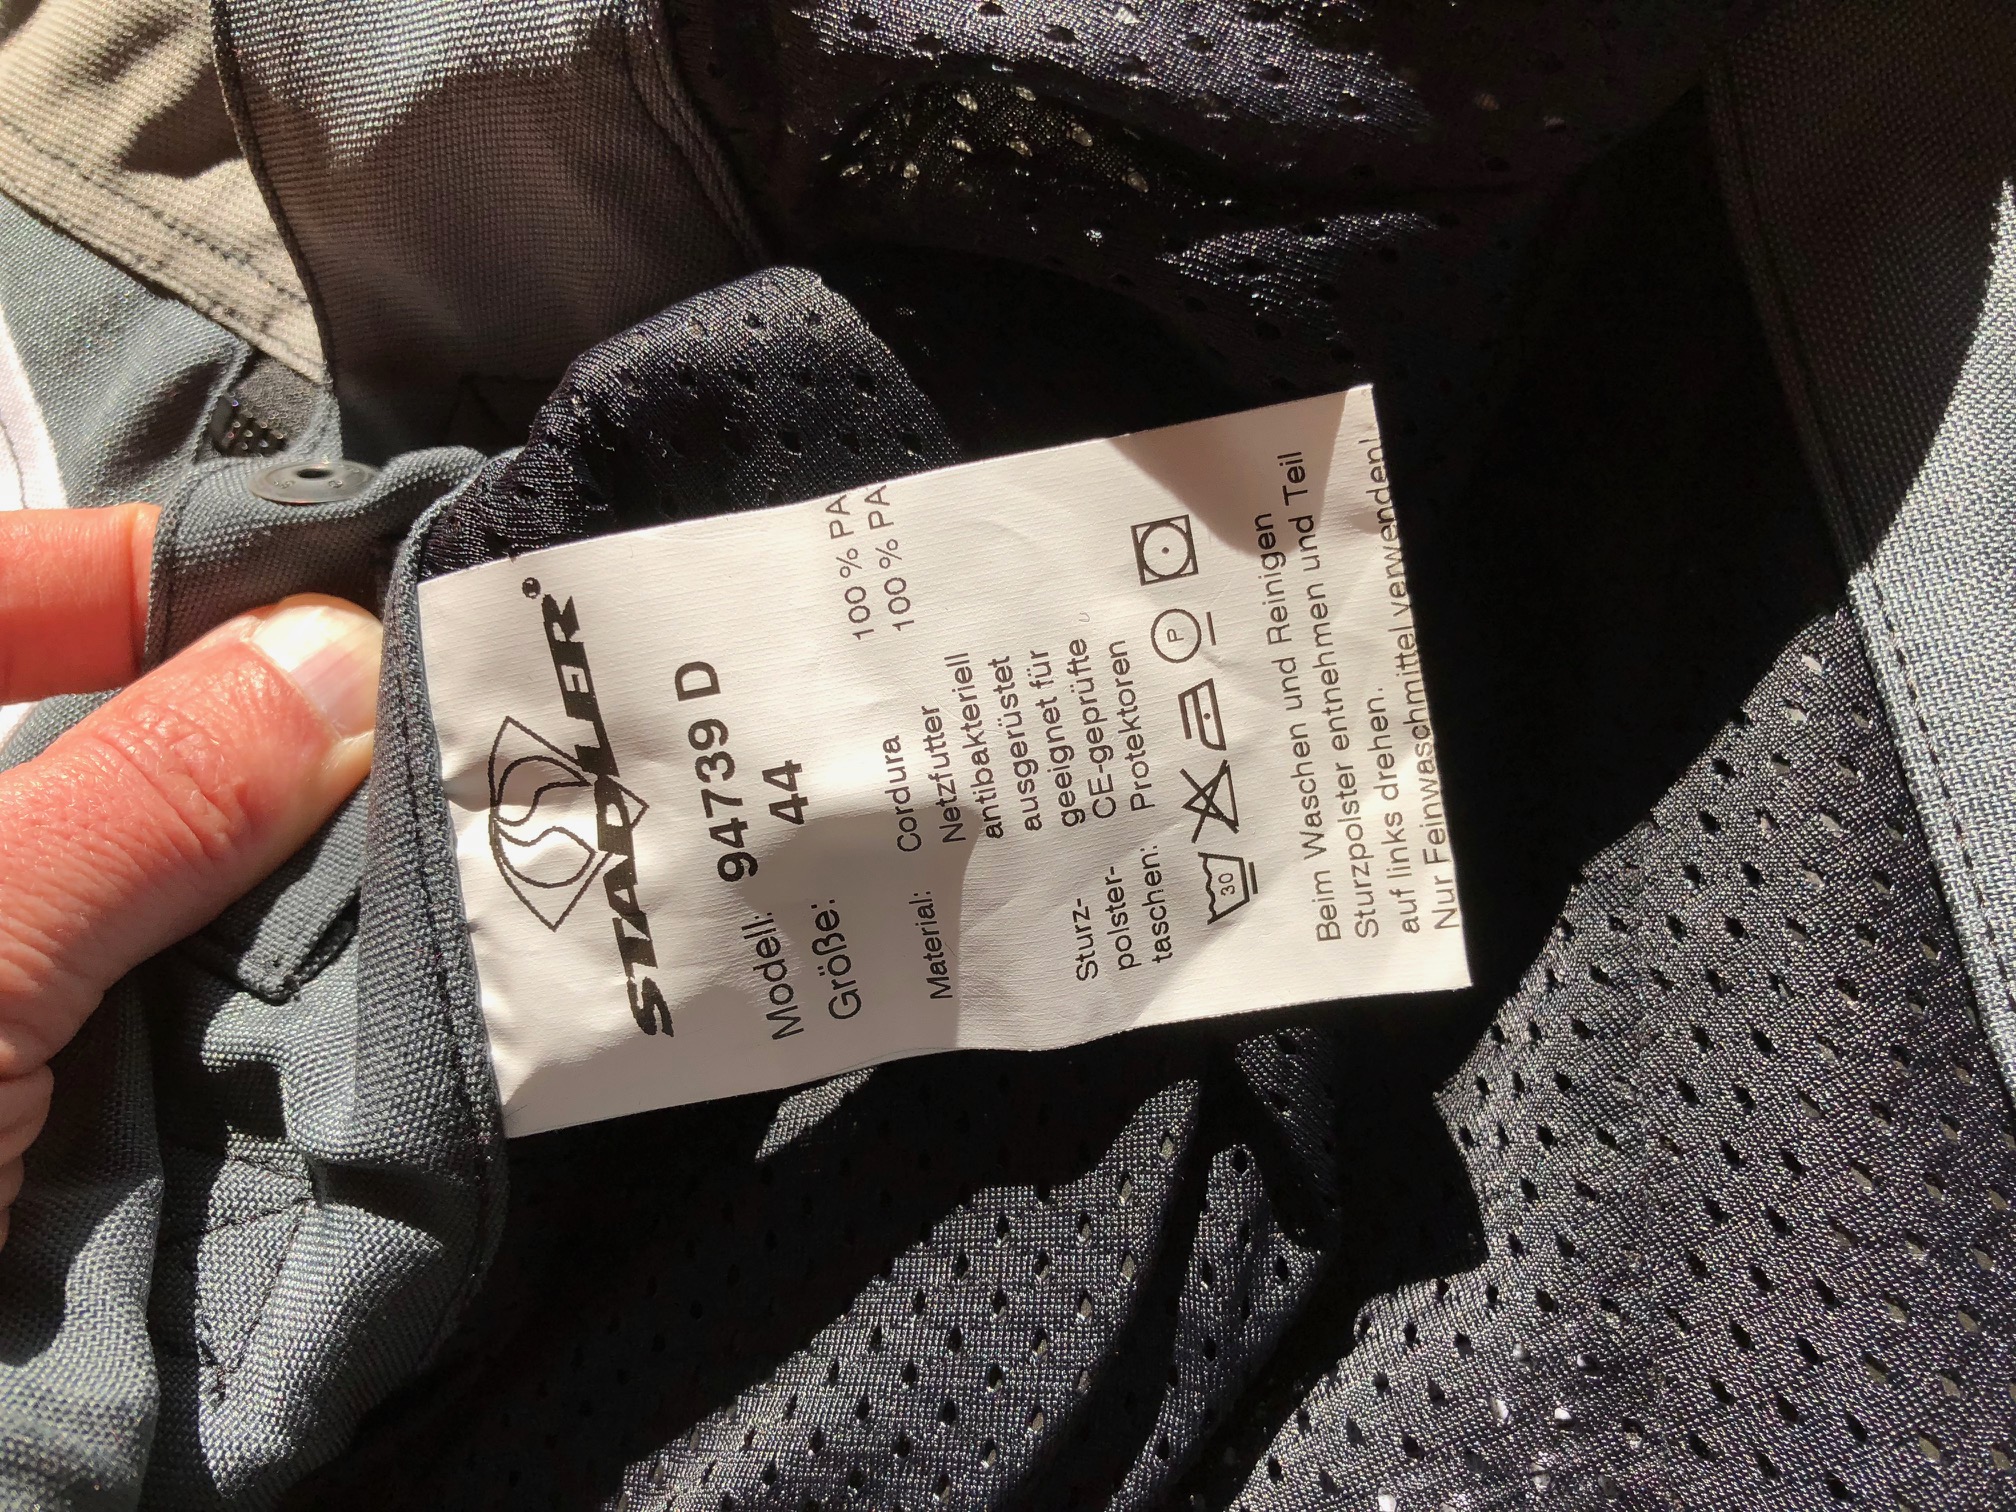 STADLER®
Modell: 94739 D
Größe: 44
100 % PA
Material: Cordura 100 % PA
Netzfutter
antibakteriell
ausgerüstet
Sturz- geeignet für
polster- CE-geprüfte
taschen: Protektoren
30 P
Beim Waschen und Reinigen
Sturzpolster entnehmen und Teil
auf links drehen.
Nur Feinwaschmittel verwenden!